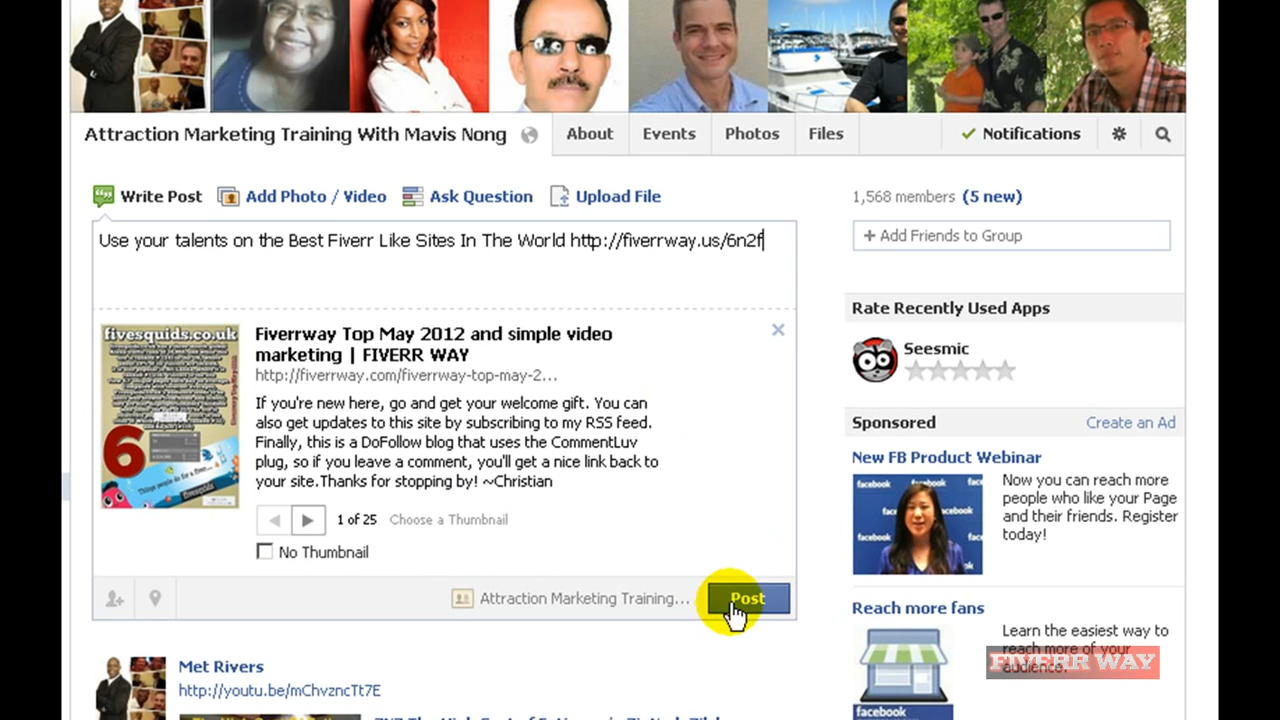 Attraction Marketing Training With Mavis Nong
About
Events
Photos
Files
Notifications
Write Post
Add Photo / Video
Ask Question
Upload File
1,568 members (5 new)
Use your talents on the Best Fiverr Like Sites In The World http://fiverrway.us/6n2f
+ Add Friends to Group
Rate Recently Used Apps
Seesmic
fivesquids.co.uk
6
Fiverrway Top May 2012 and simple video
marketing | FIVERR WAY
http://fiverrway.com/fiverrway-top-may-2...
If you're new here, go and get your welcome gift. You can
also get updates to this site by subscribing to my RSS feed.
Finally, this is a DoFollow blog that uses the CommentLuv
plug, so if you leave a comment, you'll get a nice link back to
your site.Thanks for stopping by! ~Christian
1 of 25 Choose a Thumbnail
No Thumbnail
Sponsored
Create an Ad
New FB Product Webinar
facebook
facebook
facebook
Now you can reach more
people who like your Page
and their friends. Register
today!
Attraction Marketing Training...
Post
Reach more fans
Learn the easiest way to
reach more of your
audience.
facebook
FIVERR WAY
Met Rivers
http://youtu.be/mChvzncTt7E